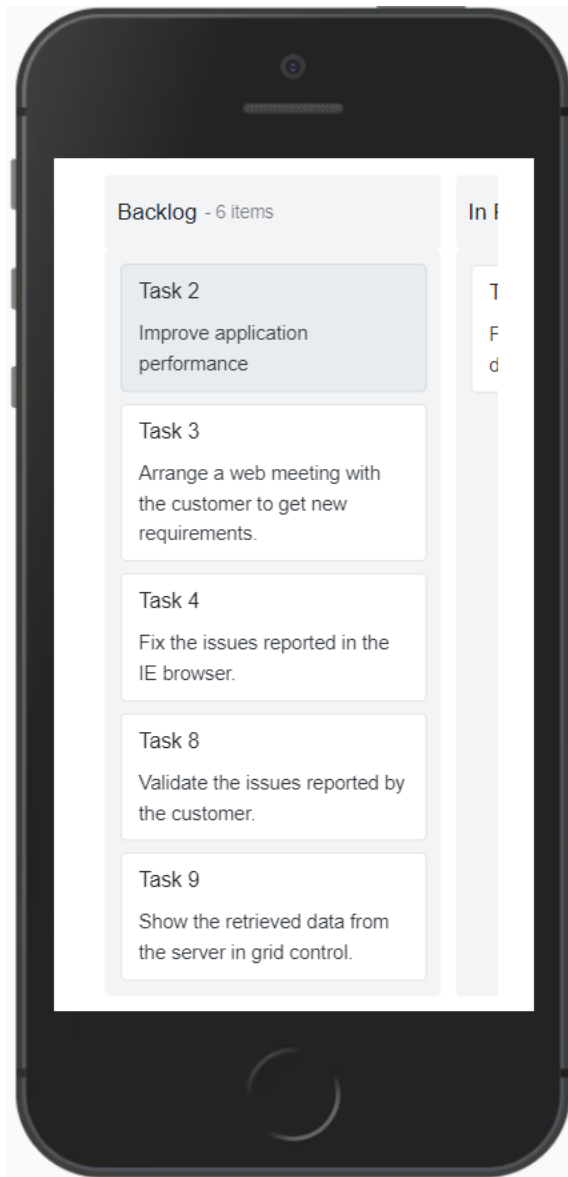 Backlog - 6 items
In
Task 2
Improve application
performance
Task 3
Arrange a web meeting with
the customer to get new
requirements.
Task 4
Fix the issues reported in the
IE browser.
Task 8
Validate the issues reported by
the customer.
Task 9
Show the retrieved data from
the server in grid control.